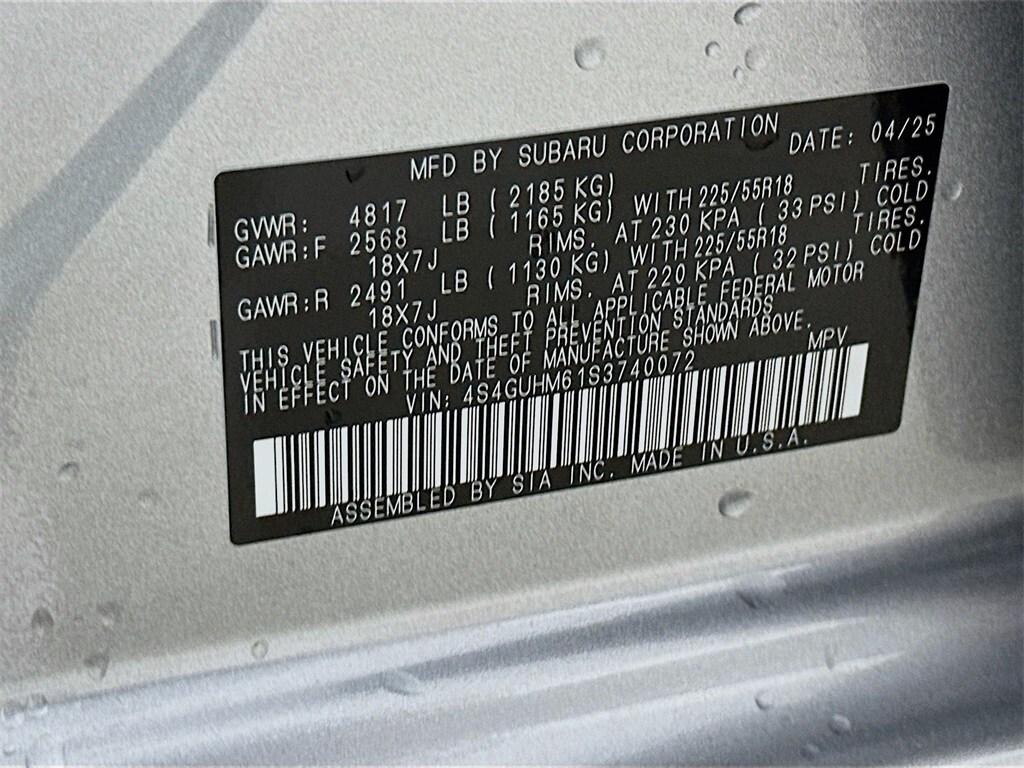 MFD BY SUBARU CORPORATION DATE: 04/25
GVWR: 4817 LB ( 2185 KG)
GAWR:F 2568 LB ( 1165 KG) WITH 225/55R18 TIRES.
18X7J RIMS. AT 230 KPA ( 33 PSI) COLD
GAWR:R 2491 LB ( 1130 KG) WITH 225/55R18 TIRES.
18X7J RIMS. AT 220 KPA ( 32 PSI) COLD
THIS VEHICLE CONFORMS TO ALL APPLICABLE FEDERAL MOTOR
VEHICLE SAFETY AND THEFT PREVENTION STANDARDS
IN EFFECT ON THE DATE OF MANUFACTURE SHOWN ABOVE.
VIN: 4S4GUHM61S3740072 MPV
ASSEMBLED BY SIA INC. MADE IN U.S.A.